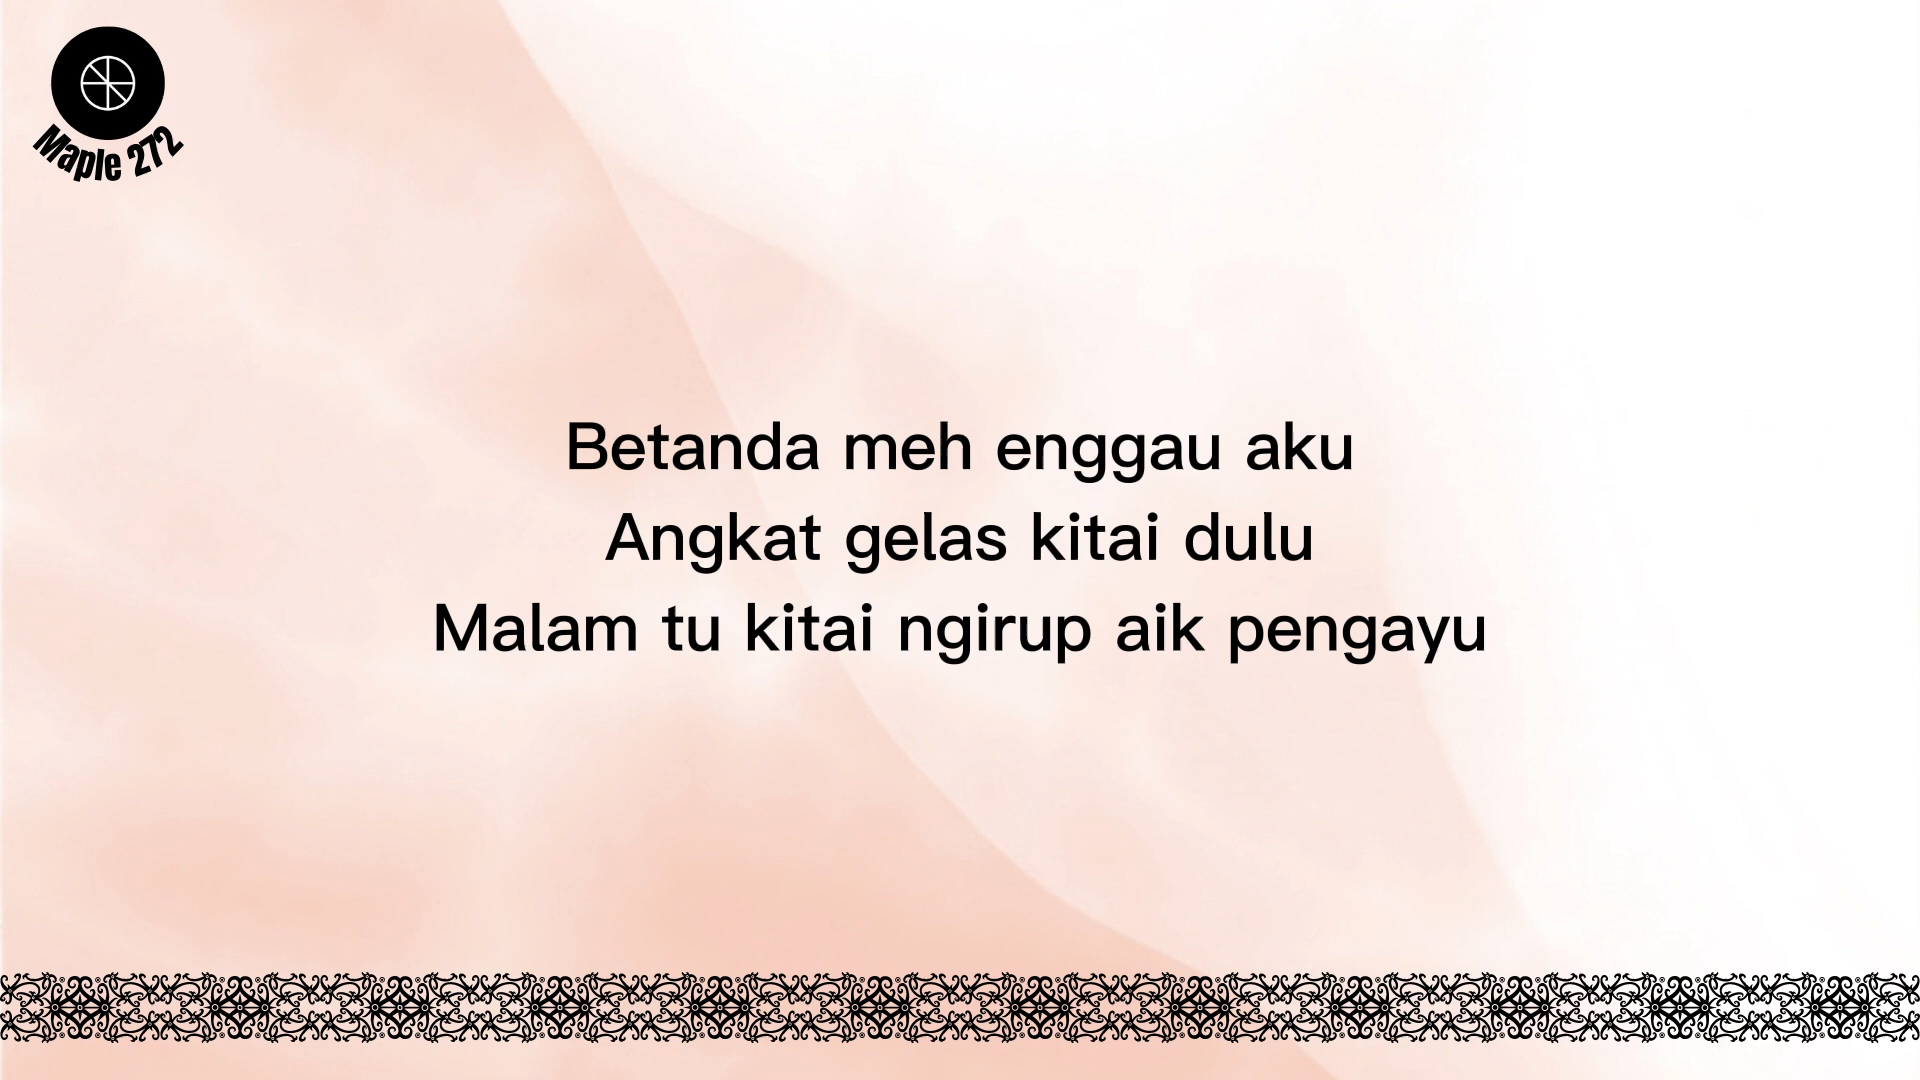 Maple 272
Betanda meh enggau aku
Angkat gelas kitai dulu
Malam tu kitai ngirup aik pengayu